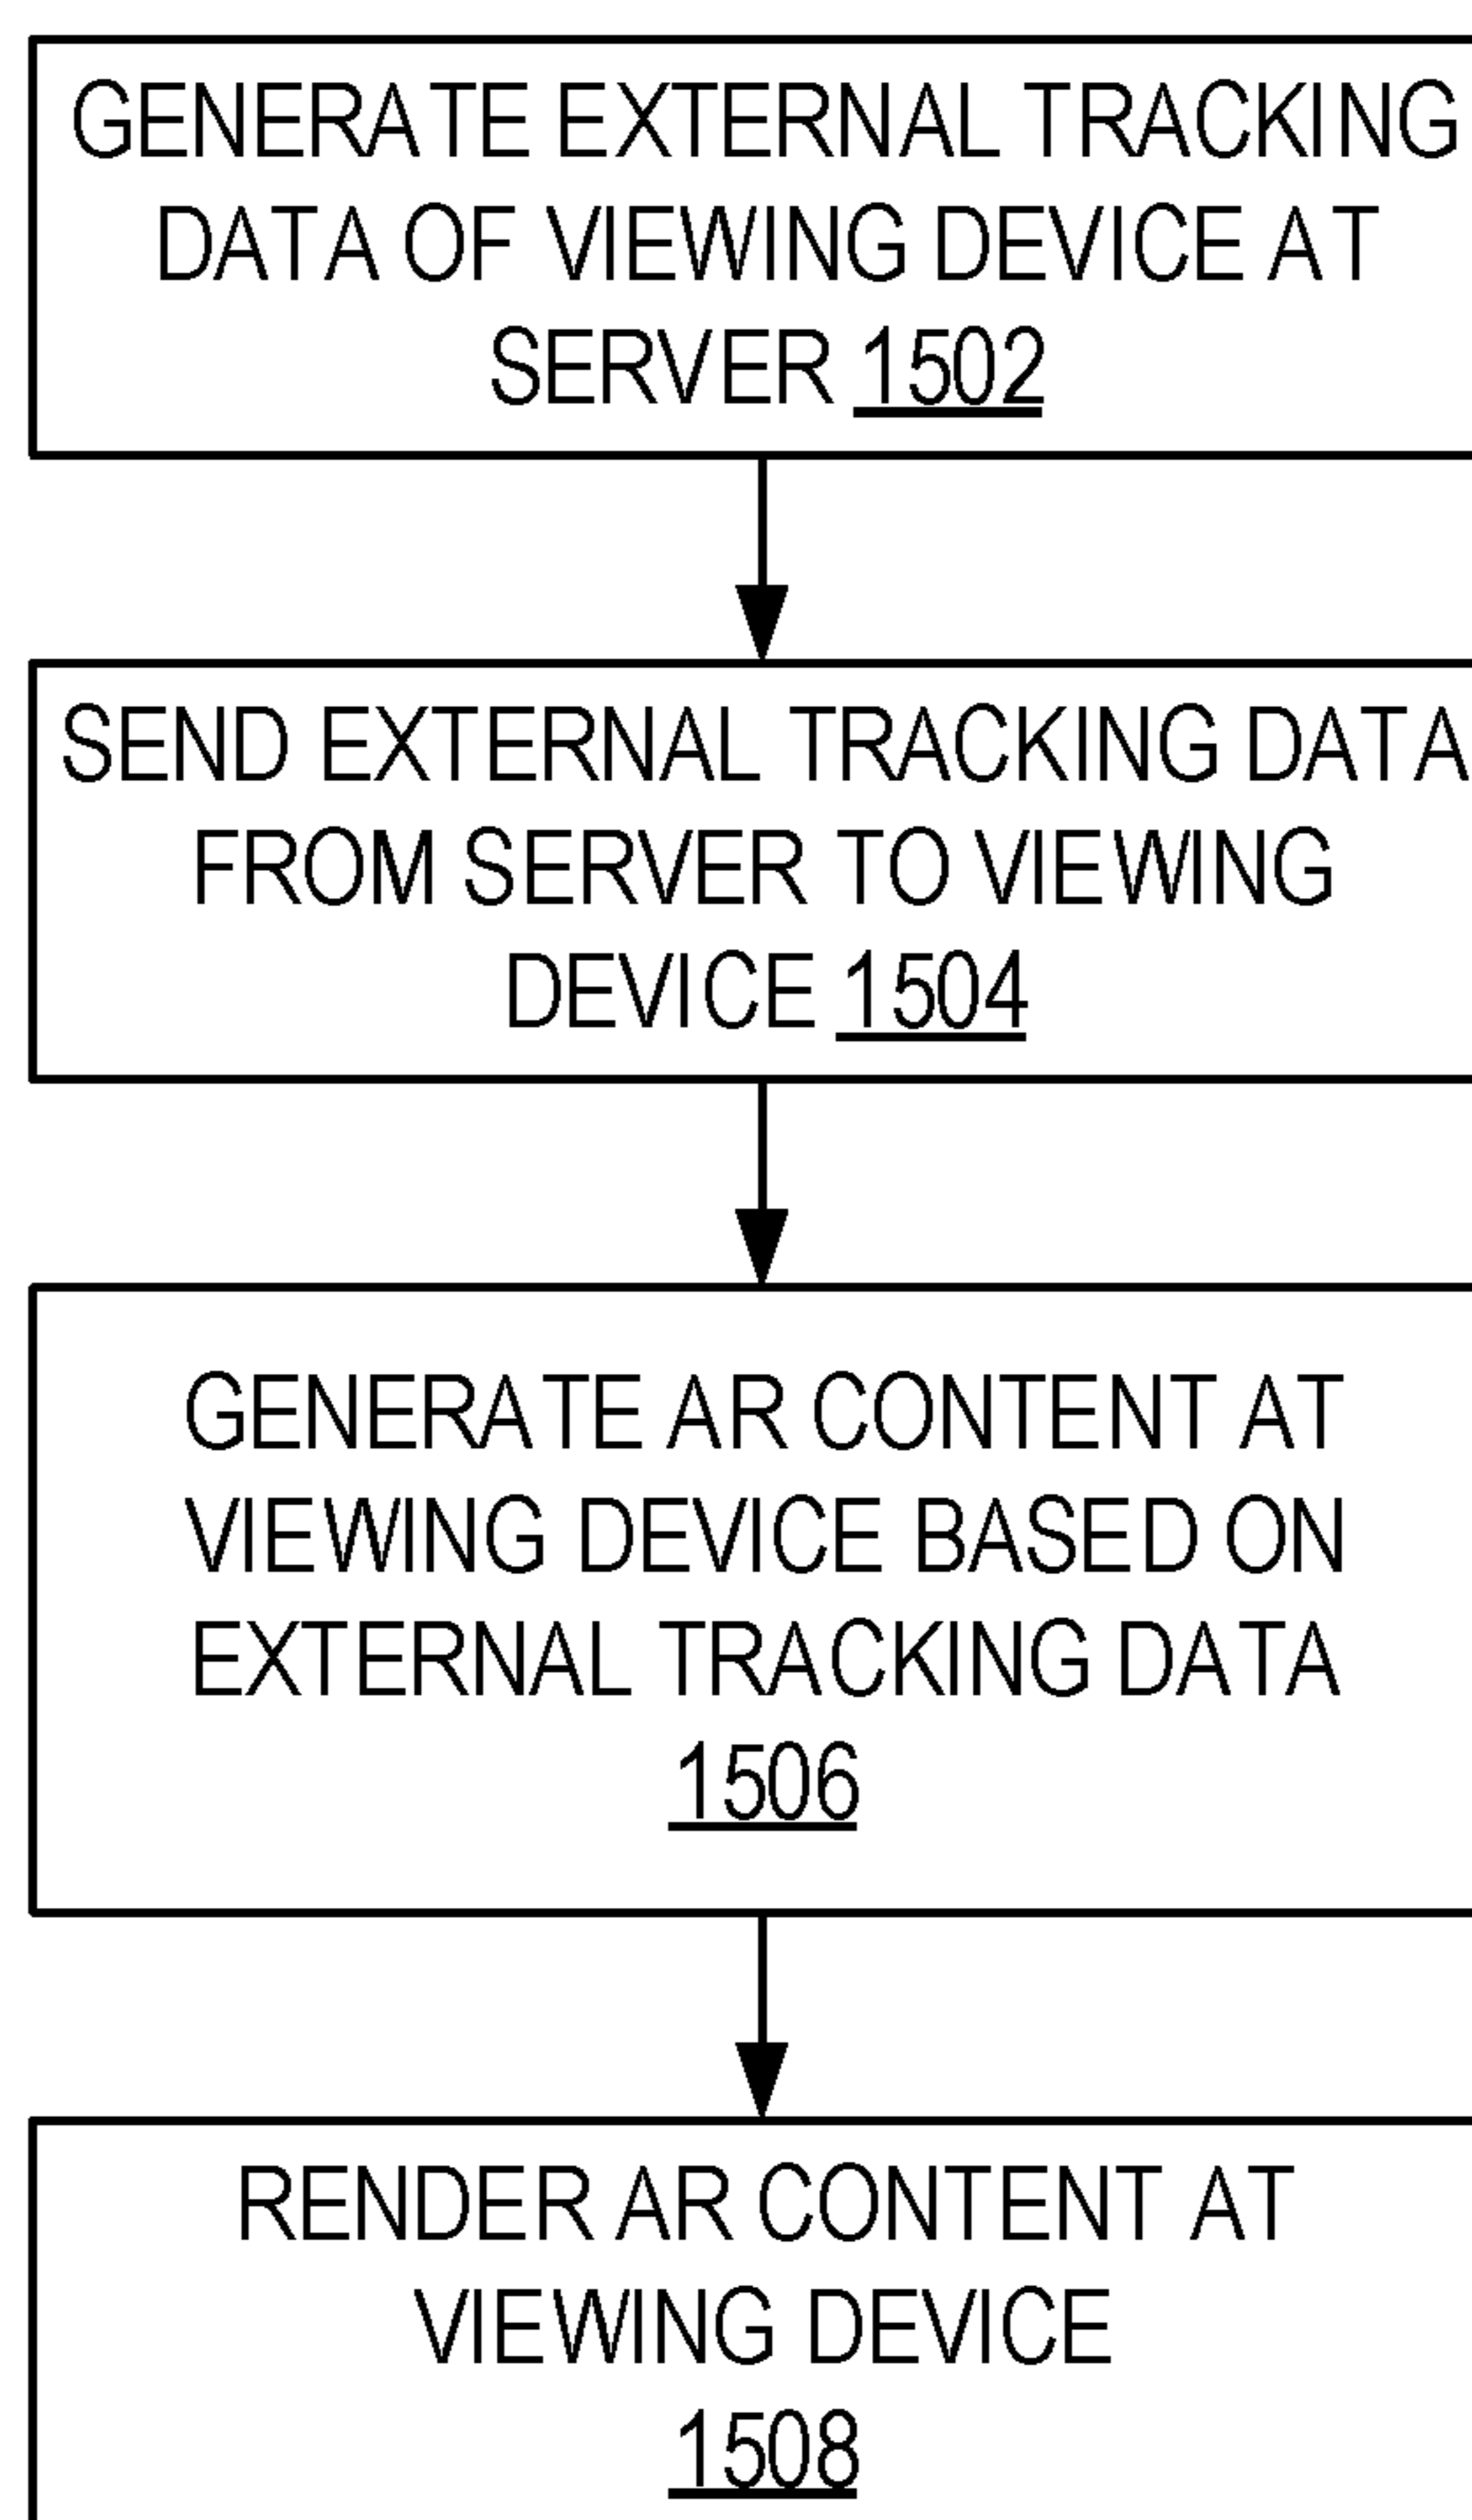 GENERATE EXTERNAL TRACKING
DATA OF VIEWING DEVICE AT
SERVER 1502
SEND EXTERNAL TRACKING DATA
FROM SERVER TO VIEWING
DEVICE 1504
GENERATE AR CONTENT AT
VIEWING DEVICE BASED ON
EXTERNAL TRACKING DATA
1506
RENDER AR CONTENT AT
VIEWING DEVICE
1508